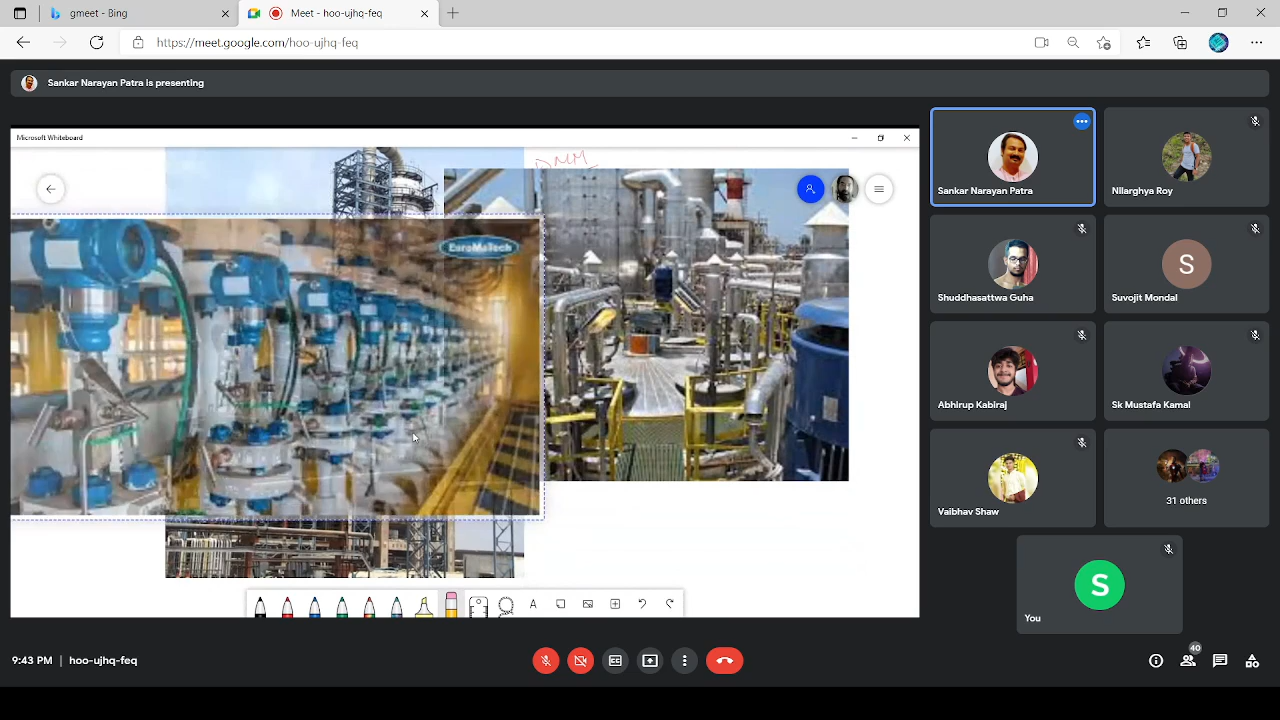 gmeet - Bing
Meet - hoo-ujhq-feq
https://meet.google.com/hoo-ujhq-feq
Sankar Narayan Patra is presenting
Microsoft Whiteboard
DMM
EuroMaTech
Sankar Narayan Patra
Nilarghya Roy
Shuddhasattwa Guha
S
Suvojit Mondal
Abhirup Kabiraj
Sk Mustafa Kamal
Vaibhav Shaw
31 others
S
You
A
9:43 PM | hoo-ujhq-feq
40